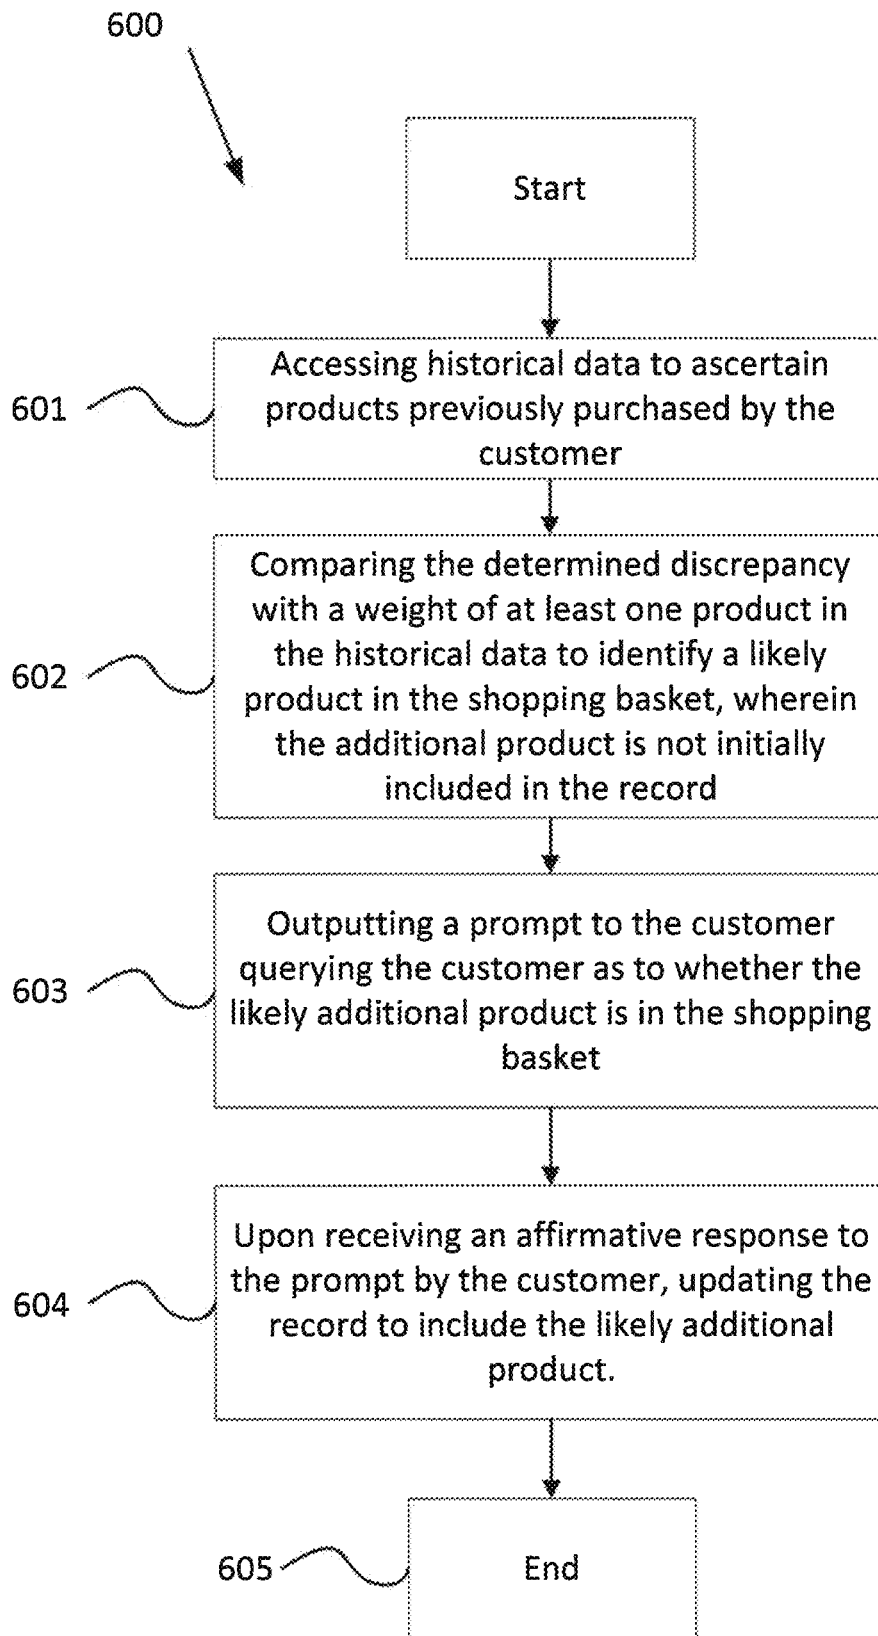 600
Start
601
Accessing historical data to ascertain
products previously purchased by the
customer
602
Comparing the determined discrepancy
with a weight of at least one product in
the historical data to identify a likely
product in the shopping basket, wherein
the additional product is not initially
included in the record
603
Outputting a prompt to the customer
querying the customer as to whether the
likely additional product is in the shopping
basket
604
Upon receiving an affirmative response to
the prompt by the customer, updating the
record to include the likely additional
product.
605
End